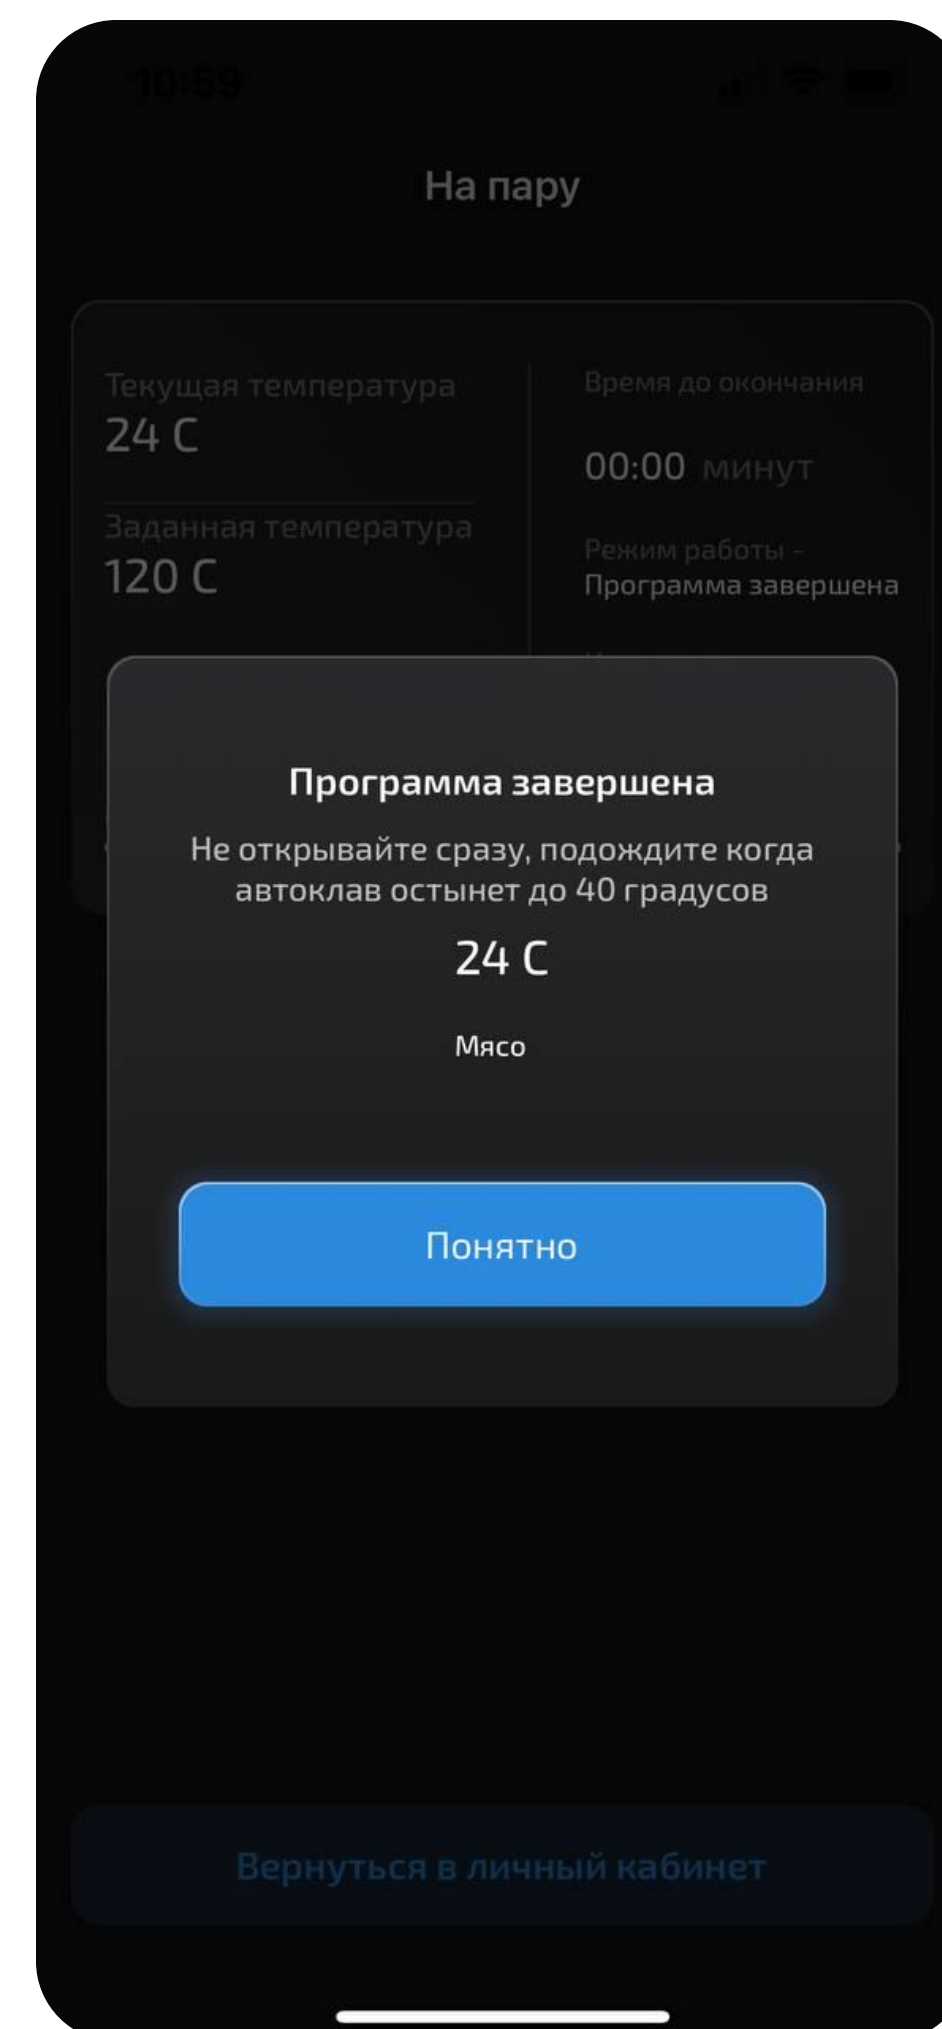 10:59
На пару
Текущая температура
24 C
Заданная температура
120 C
Время до окончания
00:00 минут
Режим работы -
Программа завершена
Программа завершена
Не открывайте сразу, подождите когда
автоклав остынет до 40 градусов
24 C
Мясо
Понятно
Вернуться в личный кабинет